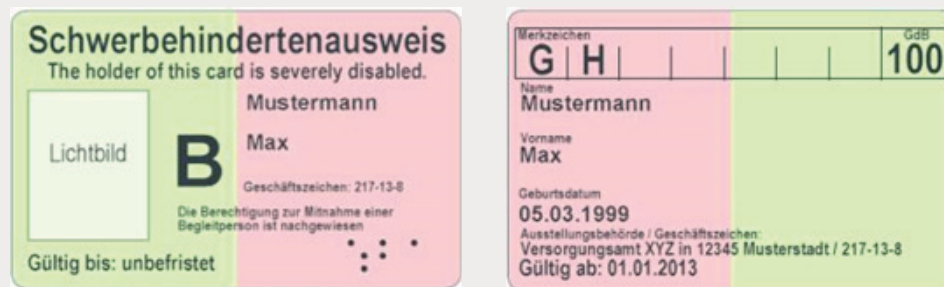 Schwerbehindertenausweis
The holder of this card is severely disabled.
Lichtbild
B
Mustermann
Max
Geschäftszeichen: 217-13-8
Die Berechtigung zur Mitnahme einer
Begleitperson ist nachgewiesen
Gültig bis: unbefristet
Merkzeichen
GdB
G H
100
Name
Mustermann
Vorname
Max
Geburtsdatum
05.03.1999
Ausstellungsbehörde / Geschäftszeichen:
Versorgungsamt XYZ in 12345 Musterstadt / 217-13-8
Gültig ab: 01.01.2013